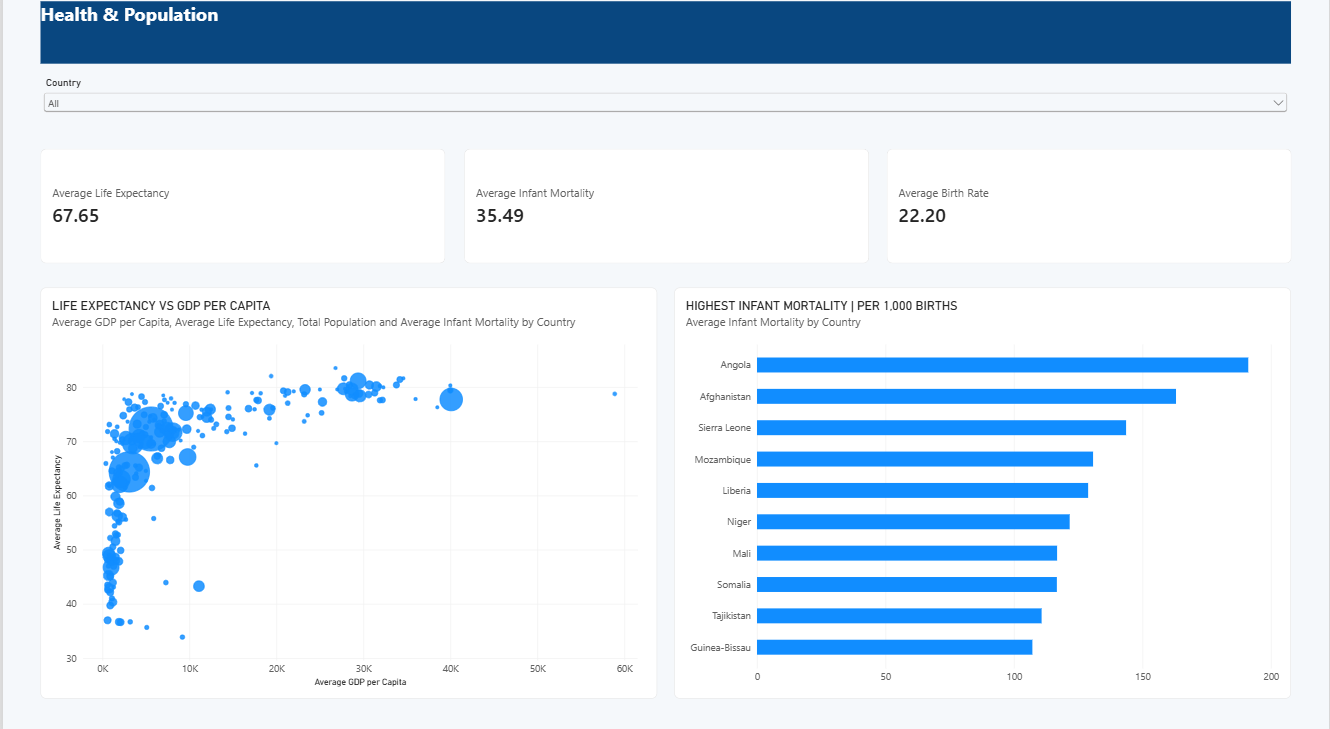 Health & Population
Country
All
Average Life Expectancy
67.65
Average Infant Mortality
35.49
Average Birth Rate
22.20
LIFE EXPECTANCY VS GDP PER CAPITA
Average GDP per Capita, Average Life Expectancy, Total Population and Average Infant Mortality by Country
Average Life Expectancy
80
70
60
50
40
30
0K 10K 20K 30K 40K 50K 60K
Average GDP per Capita
HIGHEST INFANT MORTALITY | PER 1,000 BIRTHS
Average Infant Mortality by Country
Angola
Afghanistan
Sierra Leone
Mozambique
Liberia
Niger
Mali
Somalia
Tajikistan
Guinea-Bissau
0 50 100 150 200